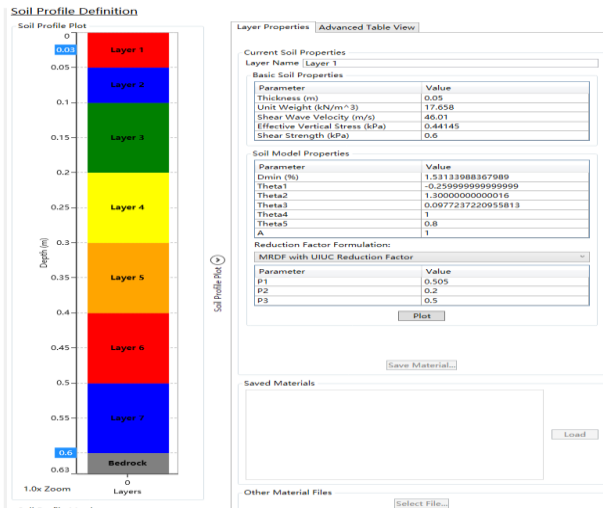 Soil Profile Definition
Soil Profile Plot
0
0.03
0.05
0.1
0.15
0.2
0.25
0.3
0.35
0.4
0.45
0.5
0.55
0.6
0.63
Depth (m)
Layer 1
Layer 2
Layer 3
Layer 4
Layer 5
Layer 6
Layer 7
Bedrock
0
Layers
1.0x Zoom
Soil Profile Plot
Layer Properties Advanced Table View
Current Soil Properties
Layer Name Layer 1
Basic Soil Properties
Parameter Value
Thickness (m) 0.05
Unit Weight (kN/m^3) 17.658
Shear Wave Velocity (m/s) 46.01
Effective Vertical Stress (kPa) 0.44145
Shear Strength (kPa) 0.6
Soil Model Properties
Parameter Value
Dmin (%) 1.53133988367989
Theta1 -0.259999999999999
Theta2 1.30000000000016
Theta3 0.0977237220955813
Theta4 1
Theta5 0.8
A 1
Reduction Factor Formulation:
MRDF with UIUC Reduction Factor
Parameter Value
P1 0.505
P2 0.2
P3 0.5
Plot
Save Material...
Saved Materials
Load
Other Material Files
Select File...